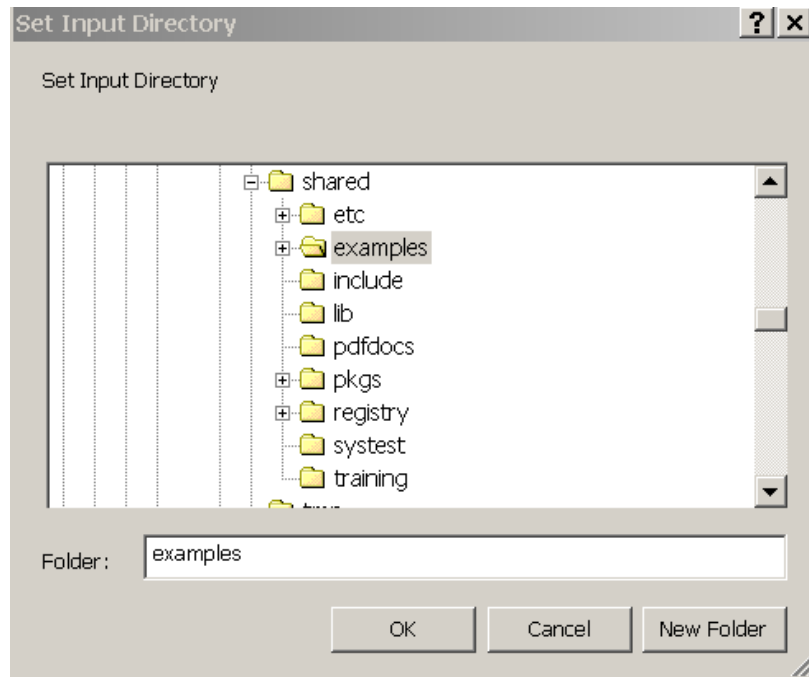 Set Input Directory
Set Input Directory
shared
etc
examples
include
lib
pdfdocs
pkgs
registry
systest
training
Folder:
examples
OK Cancel New Folder